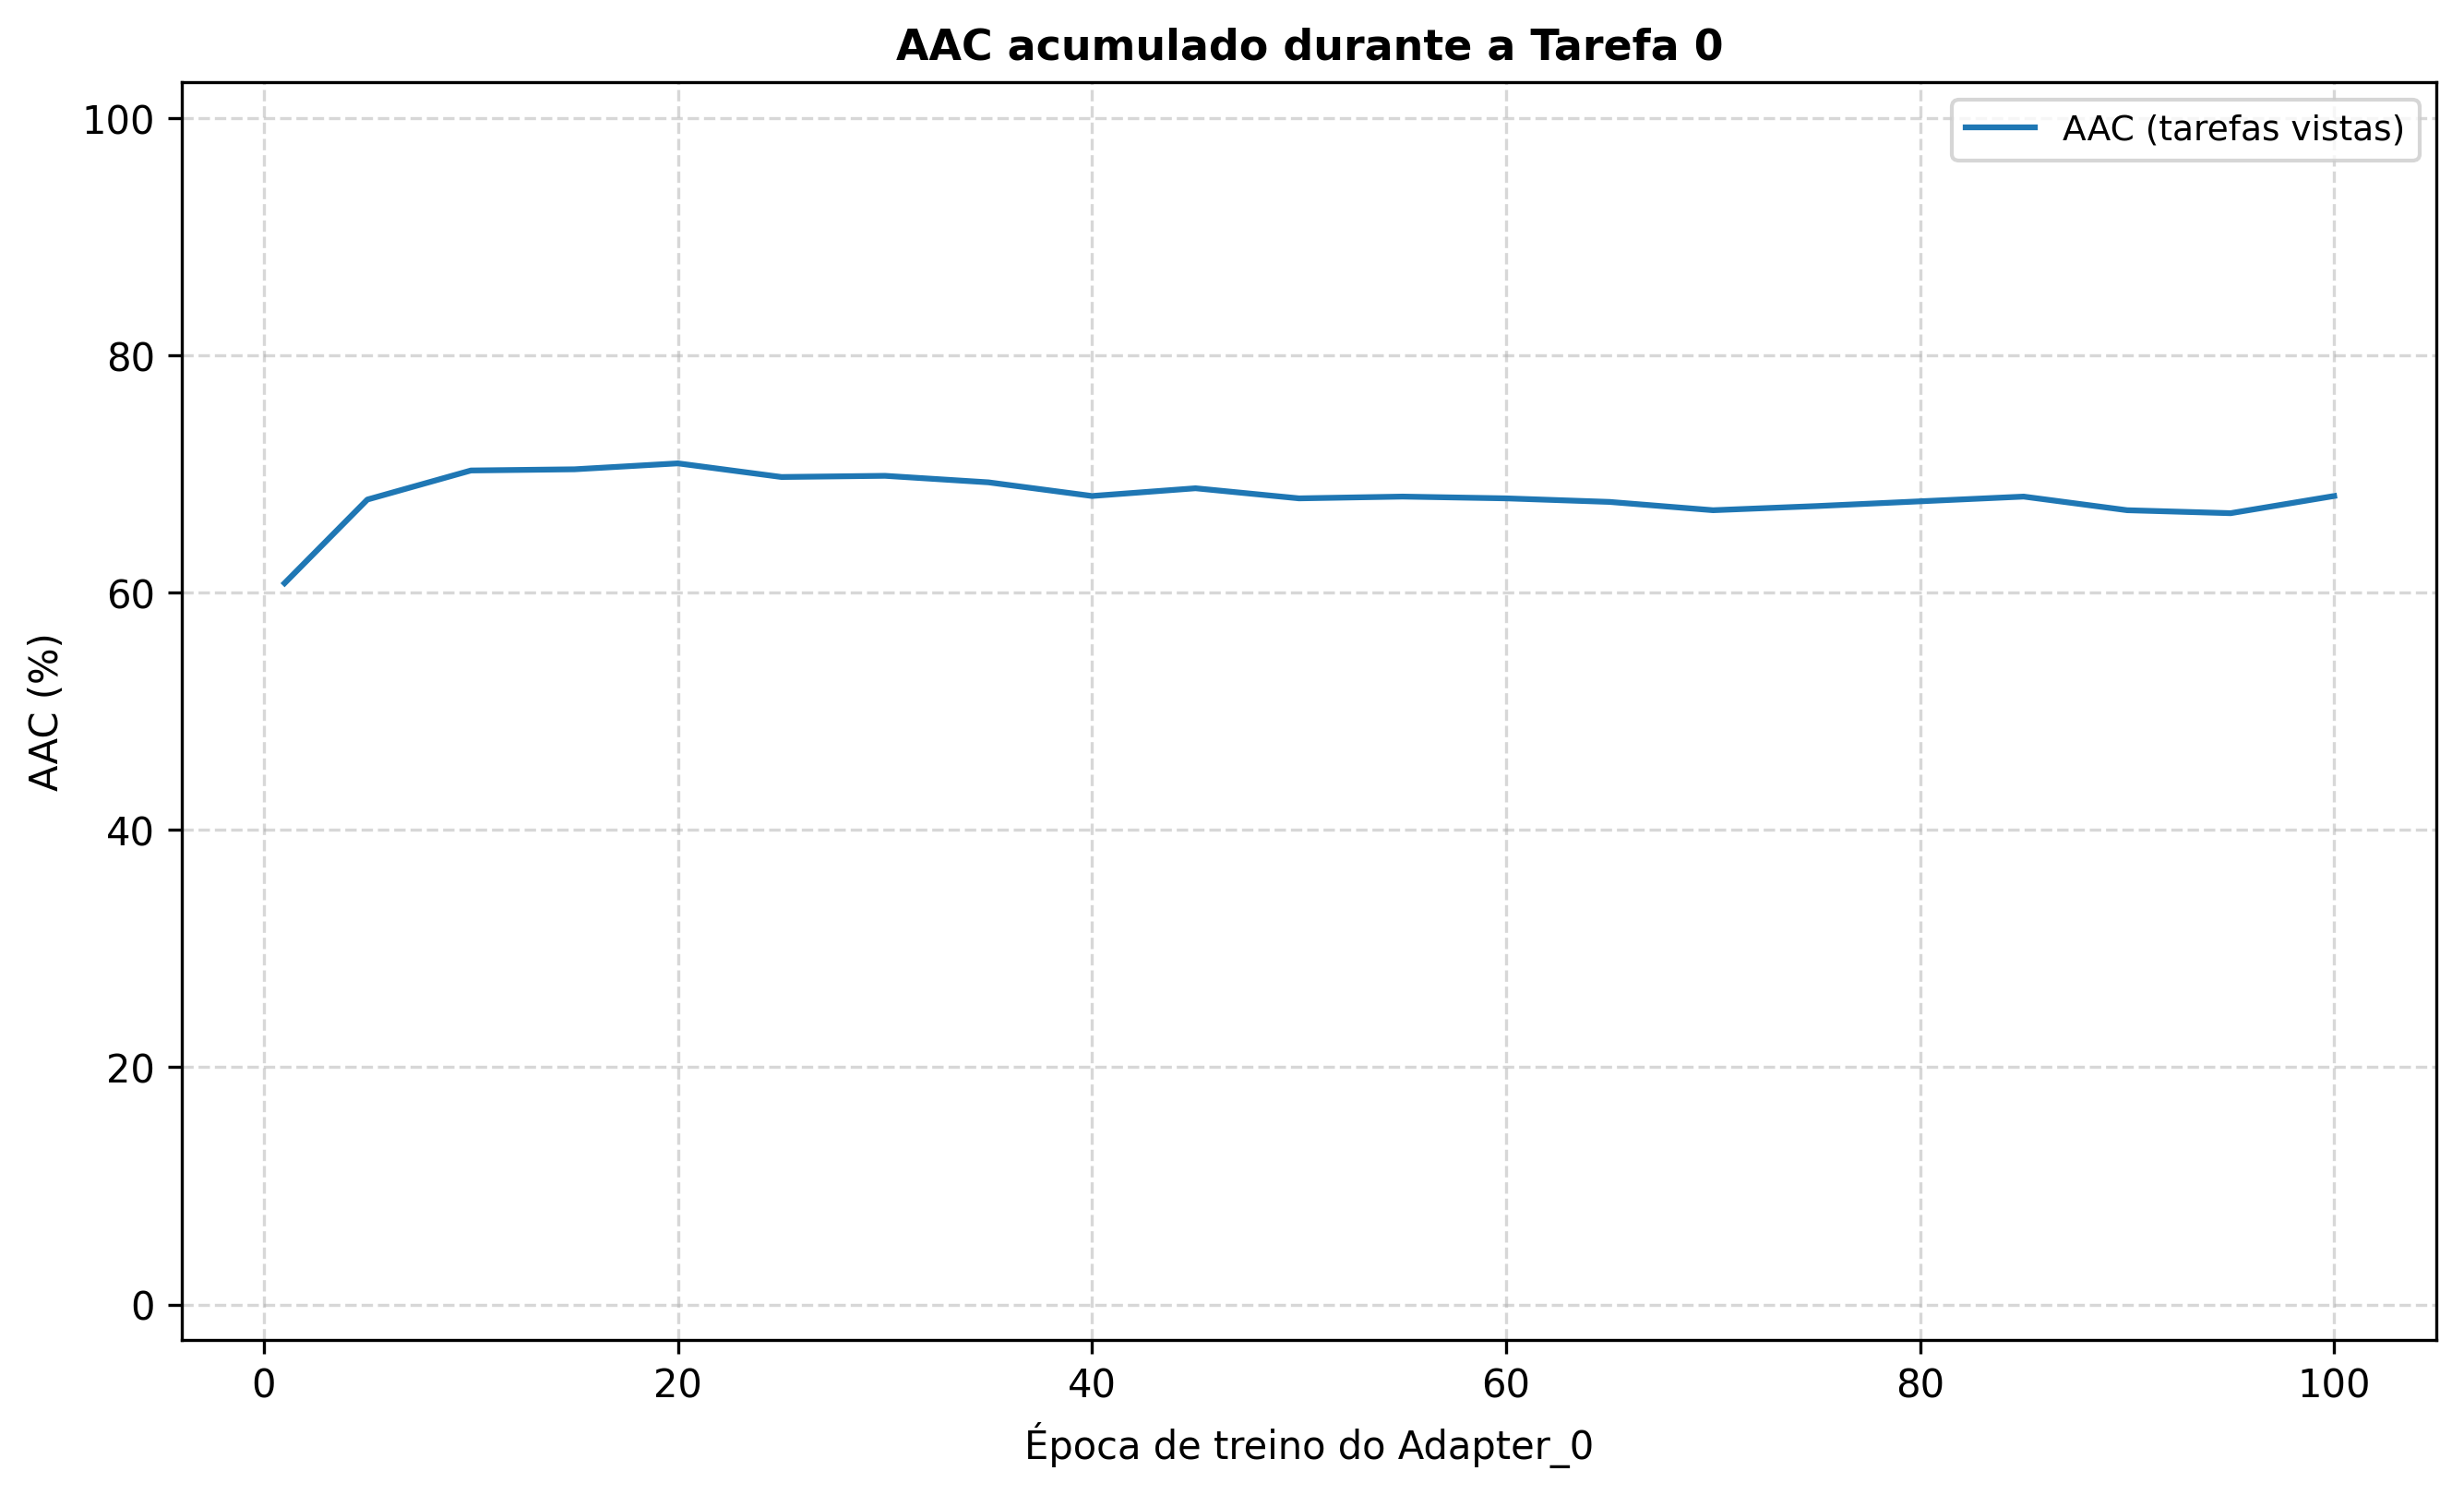 AAC acumulado durante a Tarefa 0
AAC (tarefas vistas)
100
80
60
40
20
0
AAC (%)
0 20 40 60 80 100
Época de treino do Adapter_0